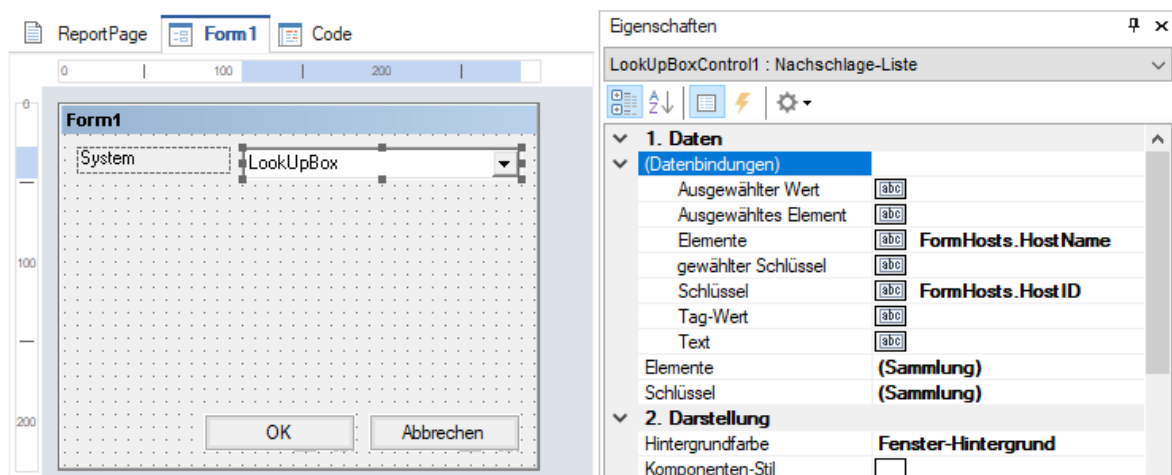 ReportPage Form1 Code
0 100 200
0
Form1
System LookUpBox
100
200
OK Abbrechen
Eigenschaften
LookUpBoxControl1 : Nachschlage-Liste
A Z
1. Daten
(Datenbindungen)
Ausgewählter Wert abc
Ausgewähltes Element abc
Elemente abc FormHosts.HostName
gewählter Schlüssel abc
Schlüssel abc FormHosts.HostID
Tag-Wert abc
Text abc
Elemente (Sammlung)
Schlüssel (Sammlung)
2. Darstellung
Hintergrundfarbe Fenster-Hintergrund
Komponenten-Stil